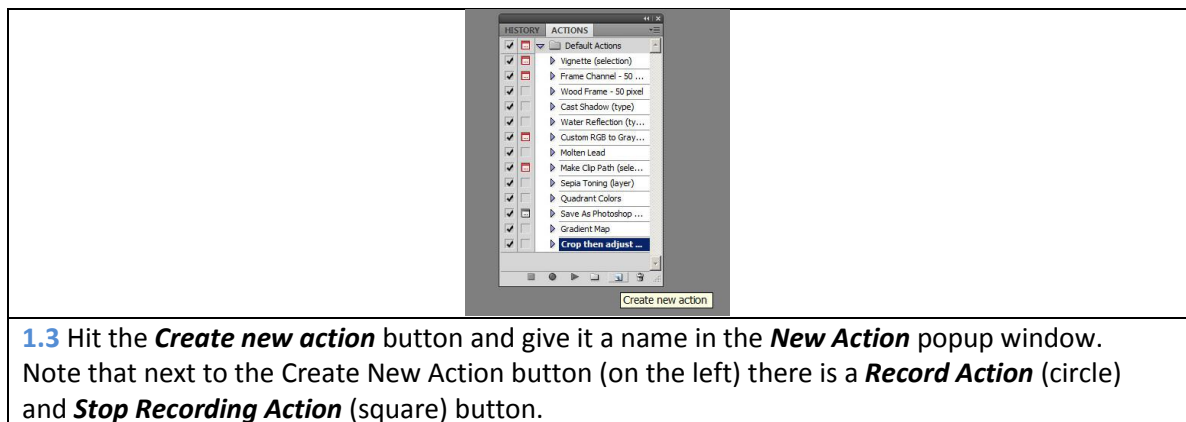 HISTORY ACTIONS
Default Actions
Vignette (selection)
Frame Channel - 50 ...
Wood Frame - 50 pixel
Cast Shadow (type)
Water Reflection (ty...
Custom RGB to Gray...
Molten Lead
Make Clip Path (sele...
Sepia Toning (layer)
Quadrant Colors
Save As Photoshop ...
Gradient Map
Crop then adjust ...
Create new action
1.3 Hit the Create new action button and give it a name in the New Action popup window.
Note that next to the Create New Action button (on the left) there is a Record Action (circle)
and Stop Recording Action (square) button.